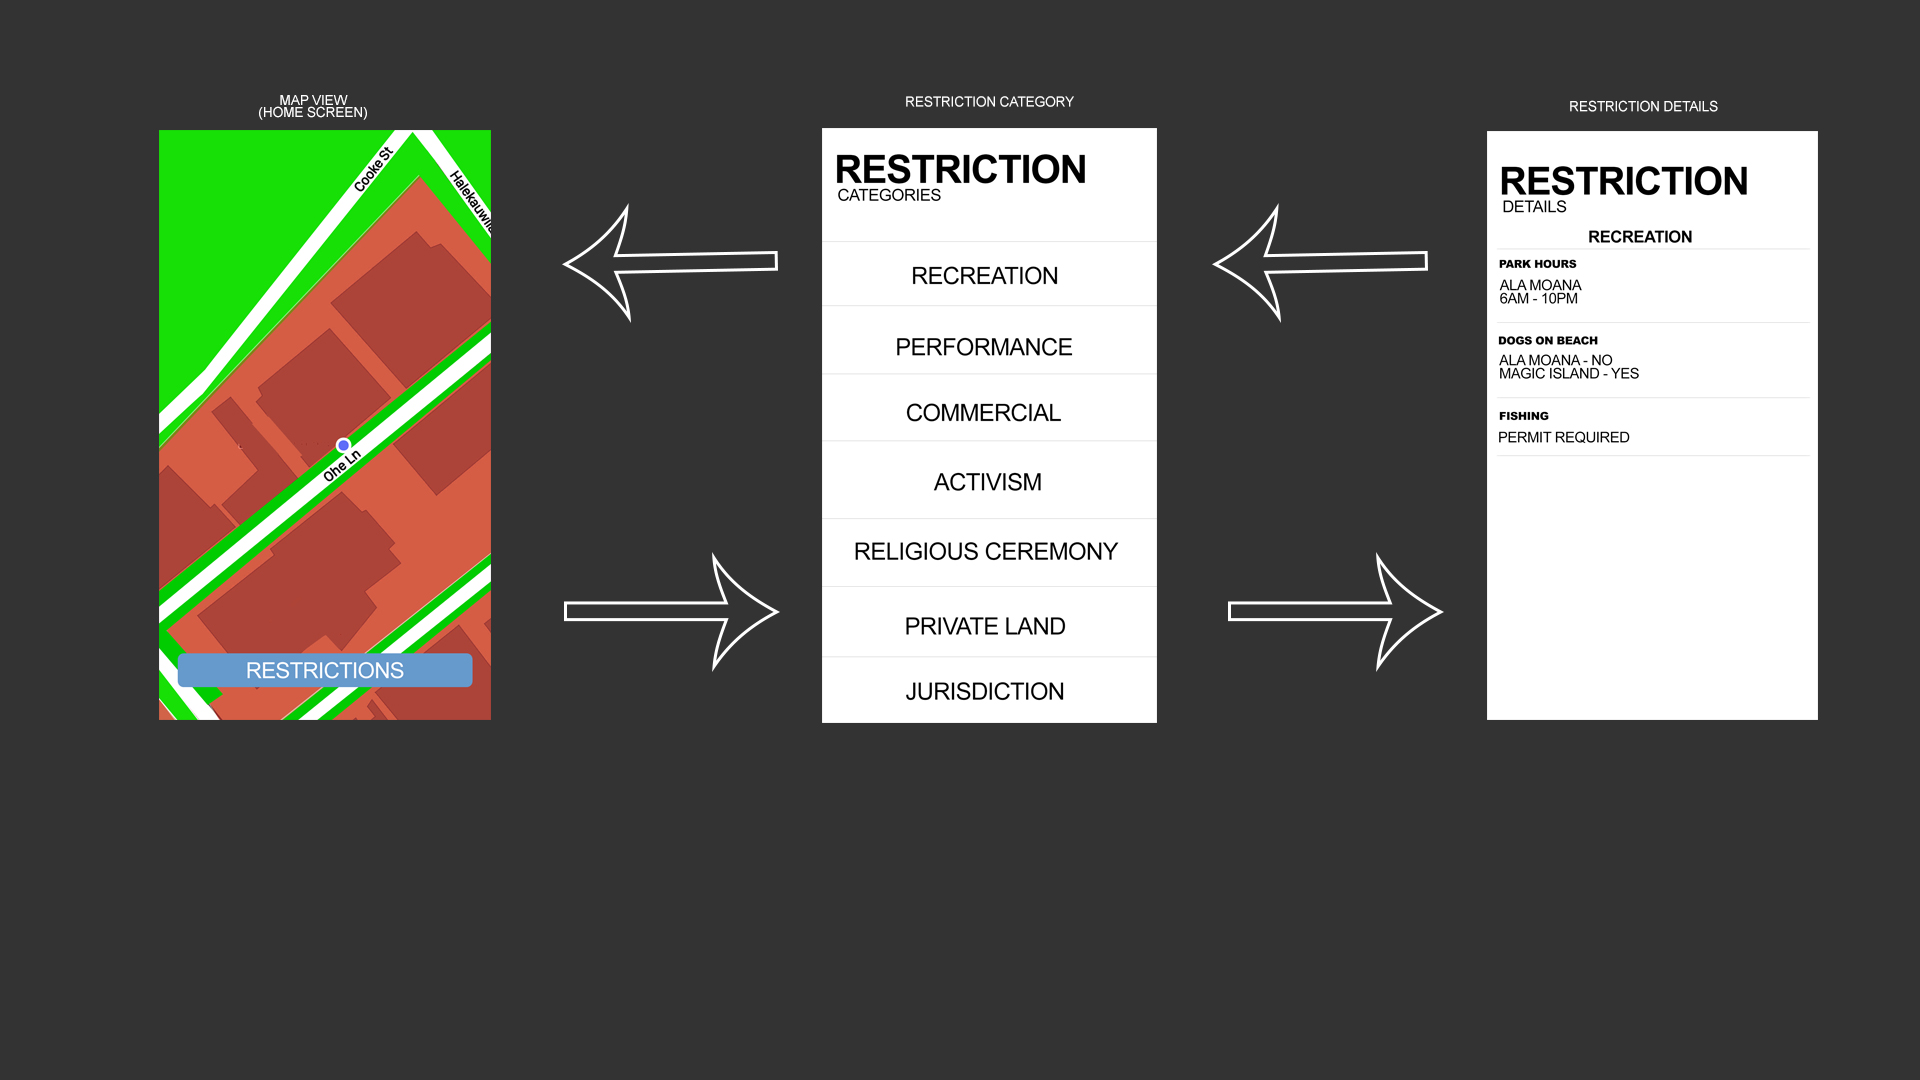 MAP VIEW
(HOME SCREEN)
Cooke St
Ohe Ln
RESTRICTIONS
RESTRICTION CATEGORY
RESTRICTION
CATEGORIES
RECREATION
PERFORMANCE
COMMERCIAL
ACTIVISM
RELIGIOUS CEREMONY
PRIVATE LAND
JURISDICTION
RESTRICTION DETAILS
RESTRICTION
DETAILS
RECREATION
PARK HOURS
ALA MOANA
6AM - 10PM
DOGS ON BEACH
ALA MOANA - NO
MAGIC ISLAND - YES
FISHING
PERMIT REQUIRED